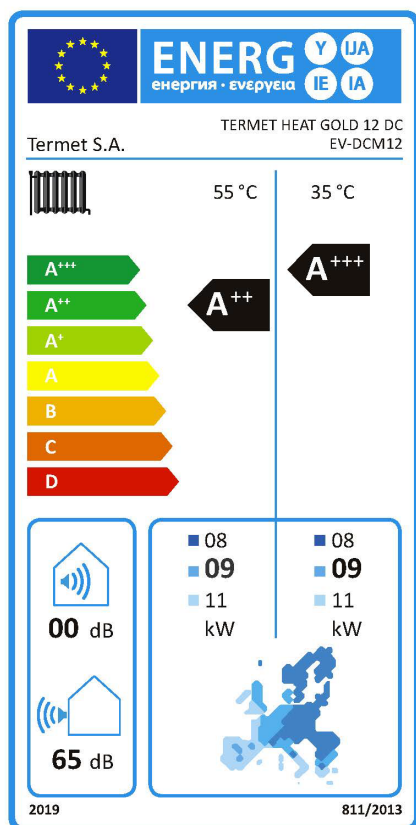 ENERG
енергия · ενεργεια
Y IJA
IE IA
Termet S.A.
TERMET HEAT GOLD 12 DC
EV-DCM12
55 °C
35 °C
A+++
A++
A+
A
B
C
D
A++
A+++
00 dB
65 dB
08
09
11
kW
08
09
11
kW
2019
811/2013